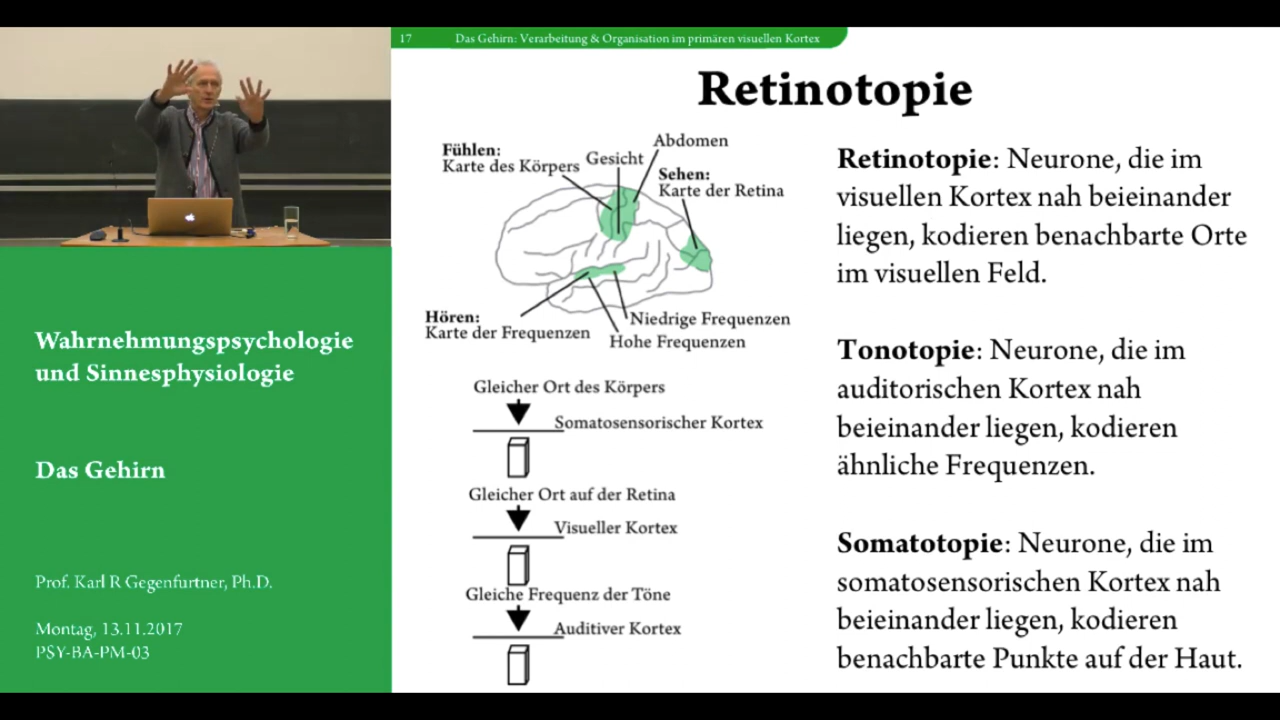 17
Das Gehirn: Verarbeitung & Organisation im primären visuellen Kortex
Retinotopie
Abdomen
Fühlen:
Karte des Körpers
Gesicht
Sehen:
Karte der Retina
Hören:
Karte der Frequenzen
Niedrige Frequenzen
Hohe Frequenzen
Gleicher Ort des Körpers
Somatosensorischer Kortex
Gleicher Ort auf der Retina
Visueller Kortex
Gleiche Frequenz der Töne
Auditiver Kortex
Retinotopie: Neurone, die im
visuellen Kortex nah beieinander
liegen, kodieren benachbarte Orte
im visuellen Feld.
Tonotopie: Neurone, die im
auditorischen Kortex nah
beieinander liegen, kodieren
ähnliche Frequenzen.
Somatotopie: Neurone, die im
somatosensorischen Kortex nah
beieinander liegen, kodieren
benachbarte Punkte auf der Haut.
Wahrnehmungspsychologie
und Sinnesphysiologie
Das Gehirn
Prof. Karl R Gegenfurtner, Ph.D.
Montag, 13.11.2017
PSY-BA-PM-03